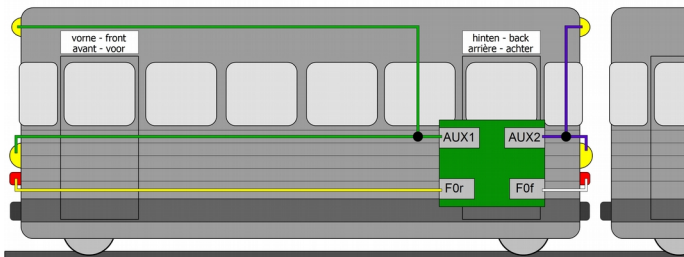 vorne - front
avant - voor
hinten - back
arrière - achter
AUX1
AUX2
F0r
F0f